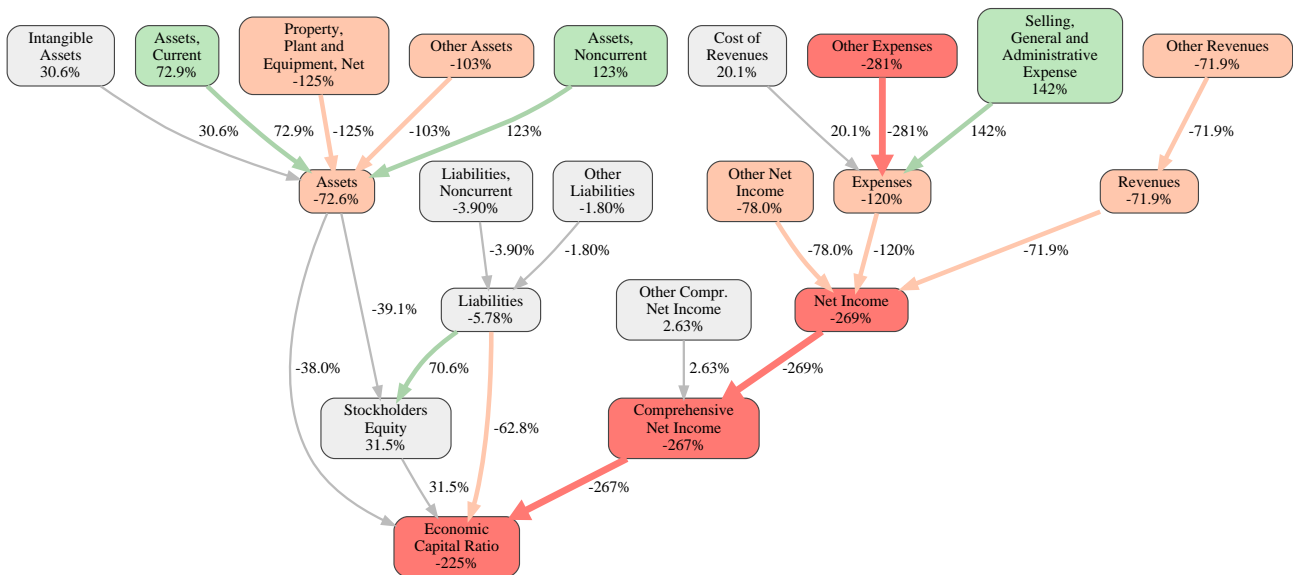 Intangible
Assets
30.6%
Assets,
Current
72.9%
Property,
Plant and
Equipment, Net
-125%
Other Assets
-103%
Assets,
Noncurrent
123%
Cost of
Revenues
20.1%
Other Expenses
-281%
Selling,
General and
Administrative
Expense
142%
Other Revenues
-71.9%
30.6%
72.9%
-125%
-103%
123%
20.1%
-281%
142%
-71.9%
Assets
-72.6%
Liabilities,
Noncurrent
-3.90%
Other
Liabilities
-1.80%
Other Net
Income
-78.0%
Expenses
-120%
Revenues
-71.9%
-3.90%
-1.80%
-78.0%
-120%
-71.9%
Liabilities
-5.78%
Other Compr.
Net Income
2.63%
Net Income
-269%
-39.1%
-38.0%
70.6%
2.63%
-269%
Stockholders
Equity
31.5%
-62.8%
Comprehensive
Net Income
-267%
31.5%
-267%
Economic
Capital Ratio
-225%